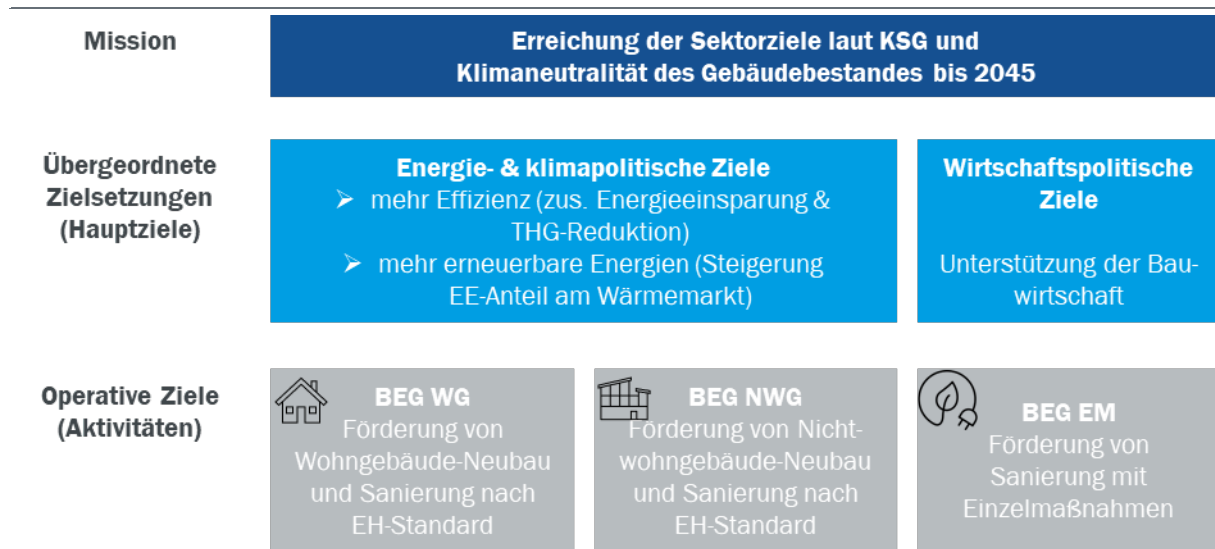 Mission
Erreichung der Sektorziele laut KSG und
Klimaneutralität des Gebäudebestandes bis 2045
Übergeordnete
Zielsetzungen
(Hauptziele)
Energie- & klimapolitische Ziele
➢ mehr Effizienz (zus. Energieeinsparung &
THG-Reduktion)
➢ mehr erneuerbare Energien (Steigerung
EE-Anteil am Wärmemarkt)
Wirtschaftspolitische
Ziele
Unterstützung der Bau-
wirtschaft
Operative Ziele
(Aktivitäten)
BEG WG
Förderung von
Wohngebäude-Neubau
und Sanierung nach
EH-Standard
BEG NWG
Förderung von Nicht-
wohngebäude-Neubau
und Sanierung nach
EH-Standard
BEG EM
Förderung von
Sanierung mit
Einzelmaßnahmen